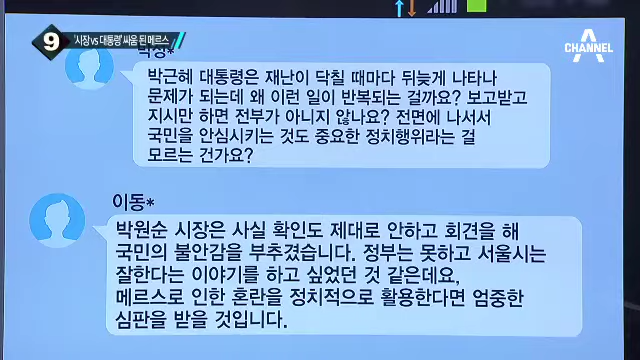 9 '시장 vs 대통령' 싸움 된 메르스
CHANNEL A
박정*
박근혜 대통령은 재난이 닥칠 때마다 뒤늦게 나타나
문제가 되는데 왜 이런 일이 반복되는 걸까요? 보고받고
지시만 하면 전부가 아니지 않나요? 전면에 나서서
국민을 안심시키는 것도 중요한 정치행위라는 걸
모르는 건가요?
이동*
박원순 시장은 사실 확인도 제대로 안하고 회견을 해
국민의 불안감을 부추겼습니다. 정부는 못하고 서울시는
잘한다는 이야기를 하고 싶었던 것 같은데요,
메르스로 인한 혼란을 정치적으로 활용한다면 엄중한
심판을 받을 것입니다.